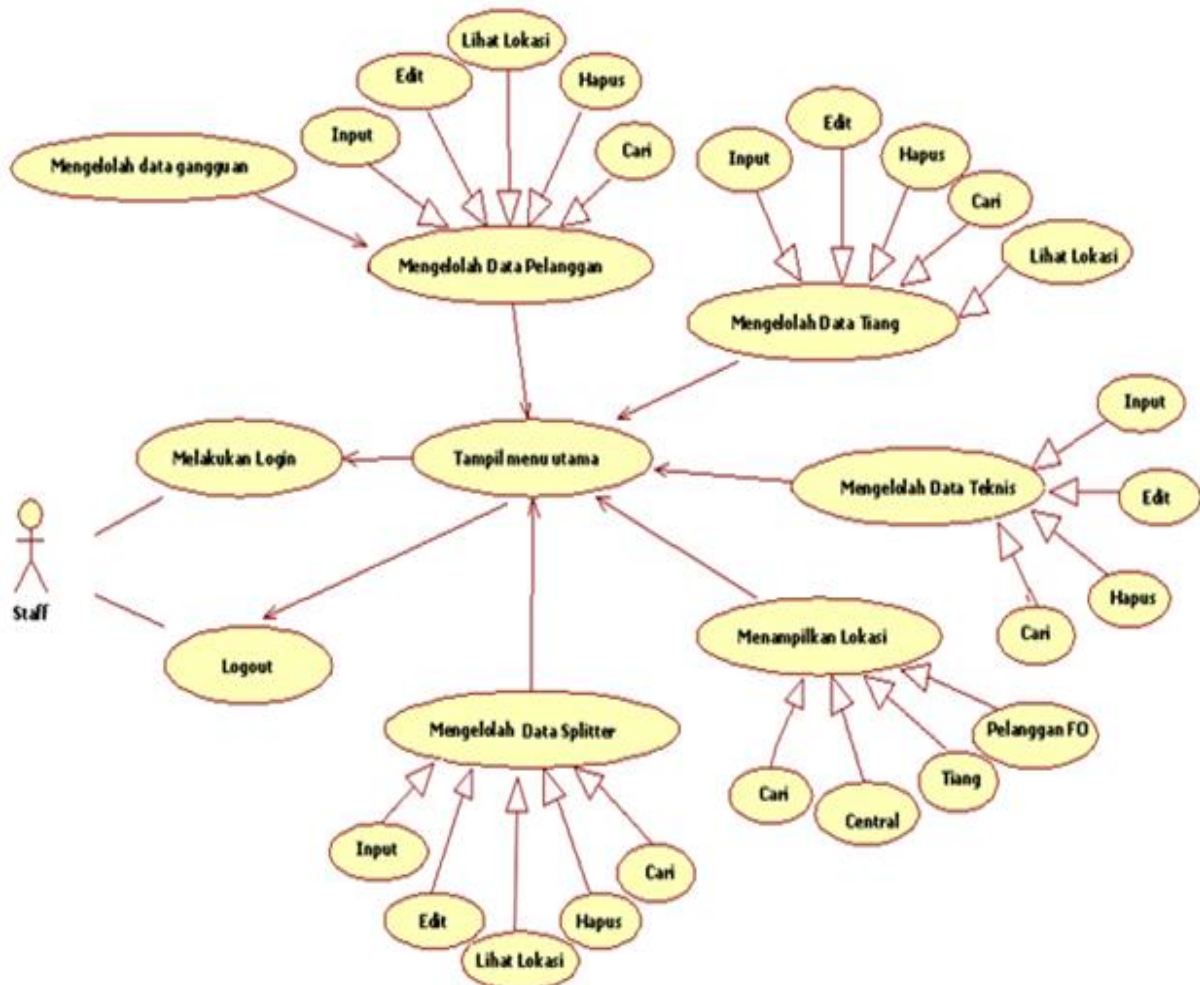 Lihat Lokasi
Edit
Hapus
Input
Cari
Mengelolah data gangguan
Mengelolah Data Pelanggan
Edit
Input
Hapus
Cari
Lihat Lokasi
Mengelolah Data Tiang
Melakukan Login
Tampil menu utama
Input
Mengelolah Data Teknis
Edit
Hapus
Cari
Staff
Logout
Menampilkan Lokasi
Pelanggan FO
Tiang
Cari
Central
Mengelolah Data Splitter
Input
Edit
Lihat Lokasi
Hapus
Cari